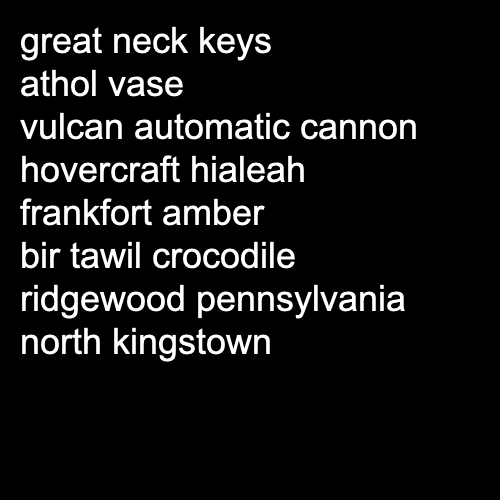 great neck keys
athol vase
vulcan automatic cannon
hovercraft hialeah
frankfort amber
bir tawil crocodile
ridgewood pennsylvania
north kingstown